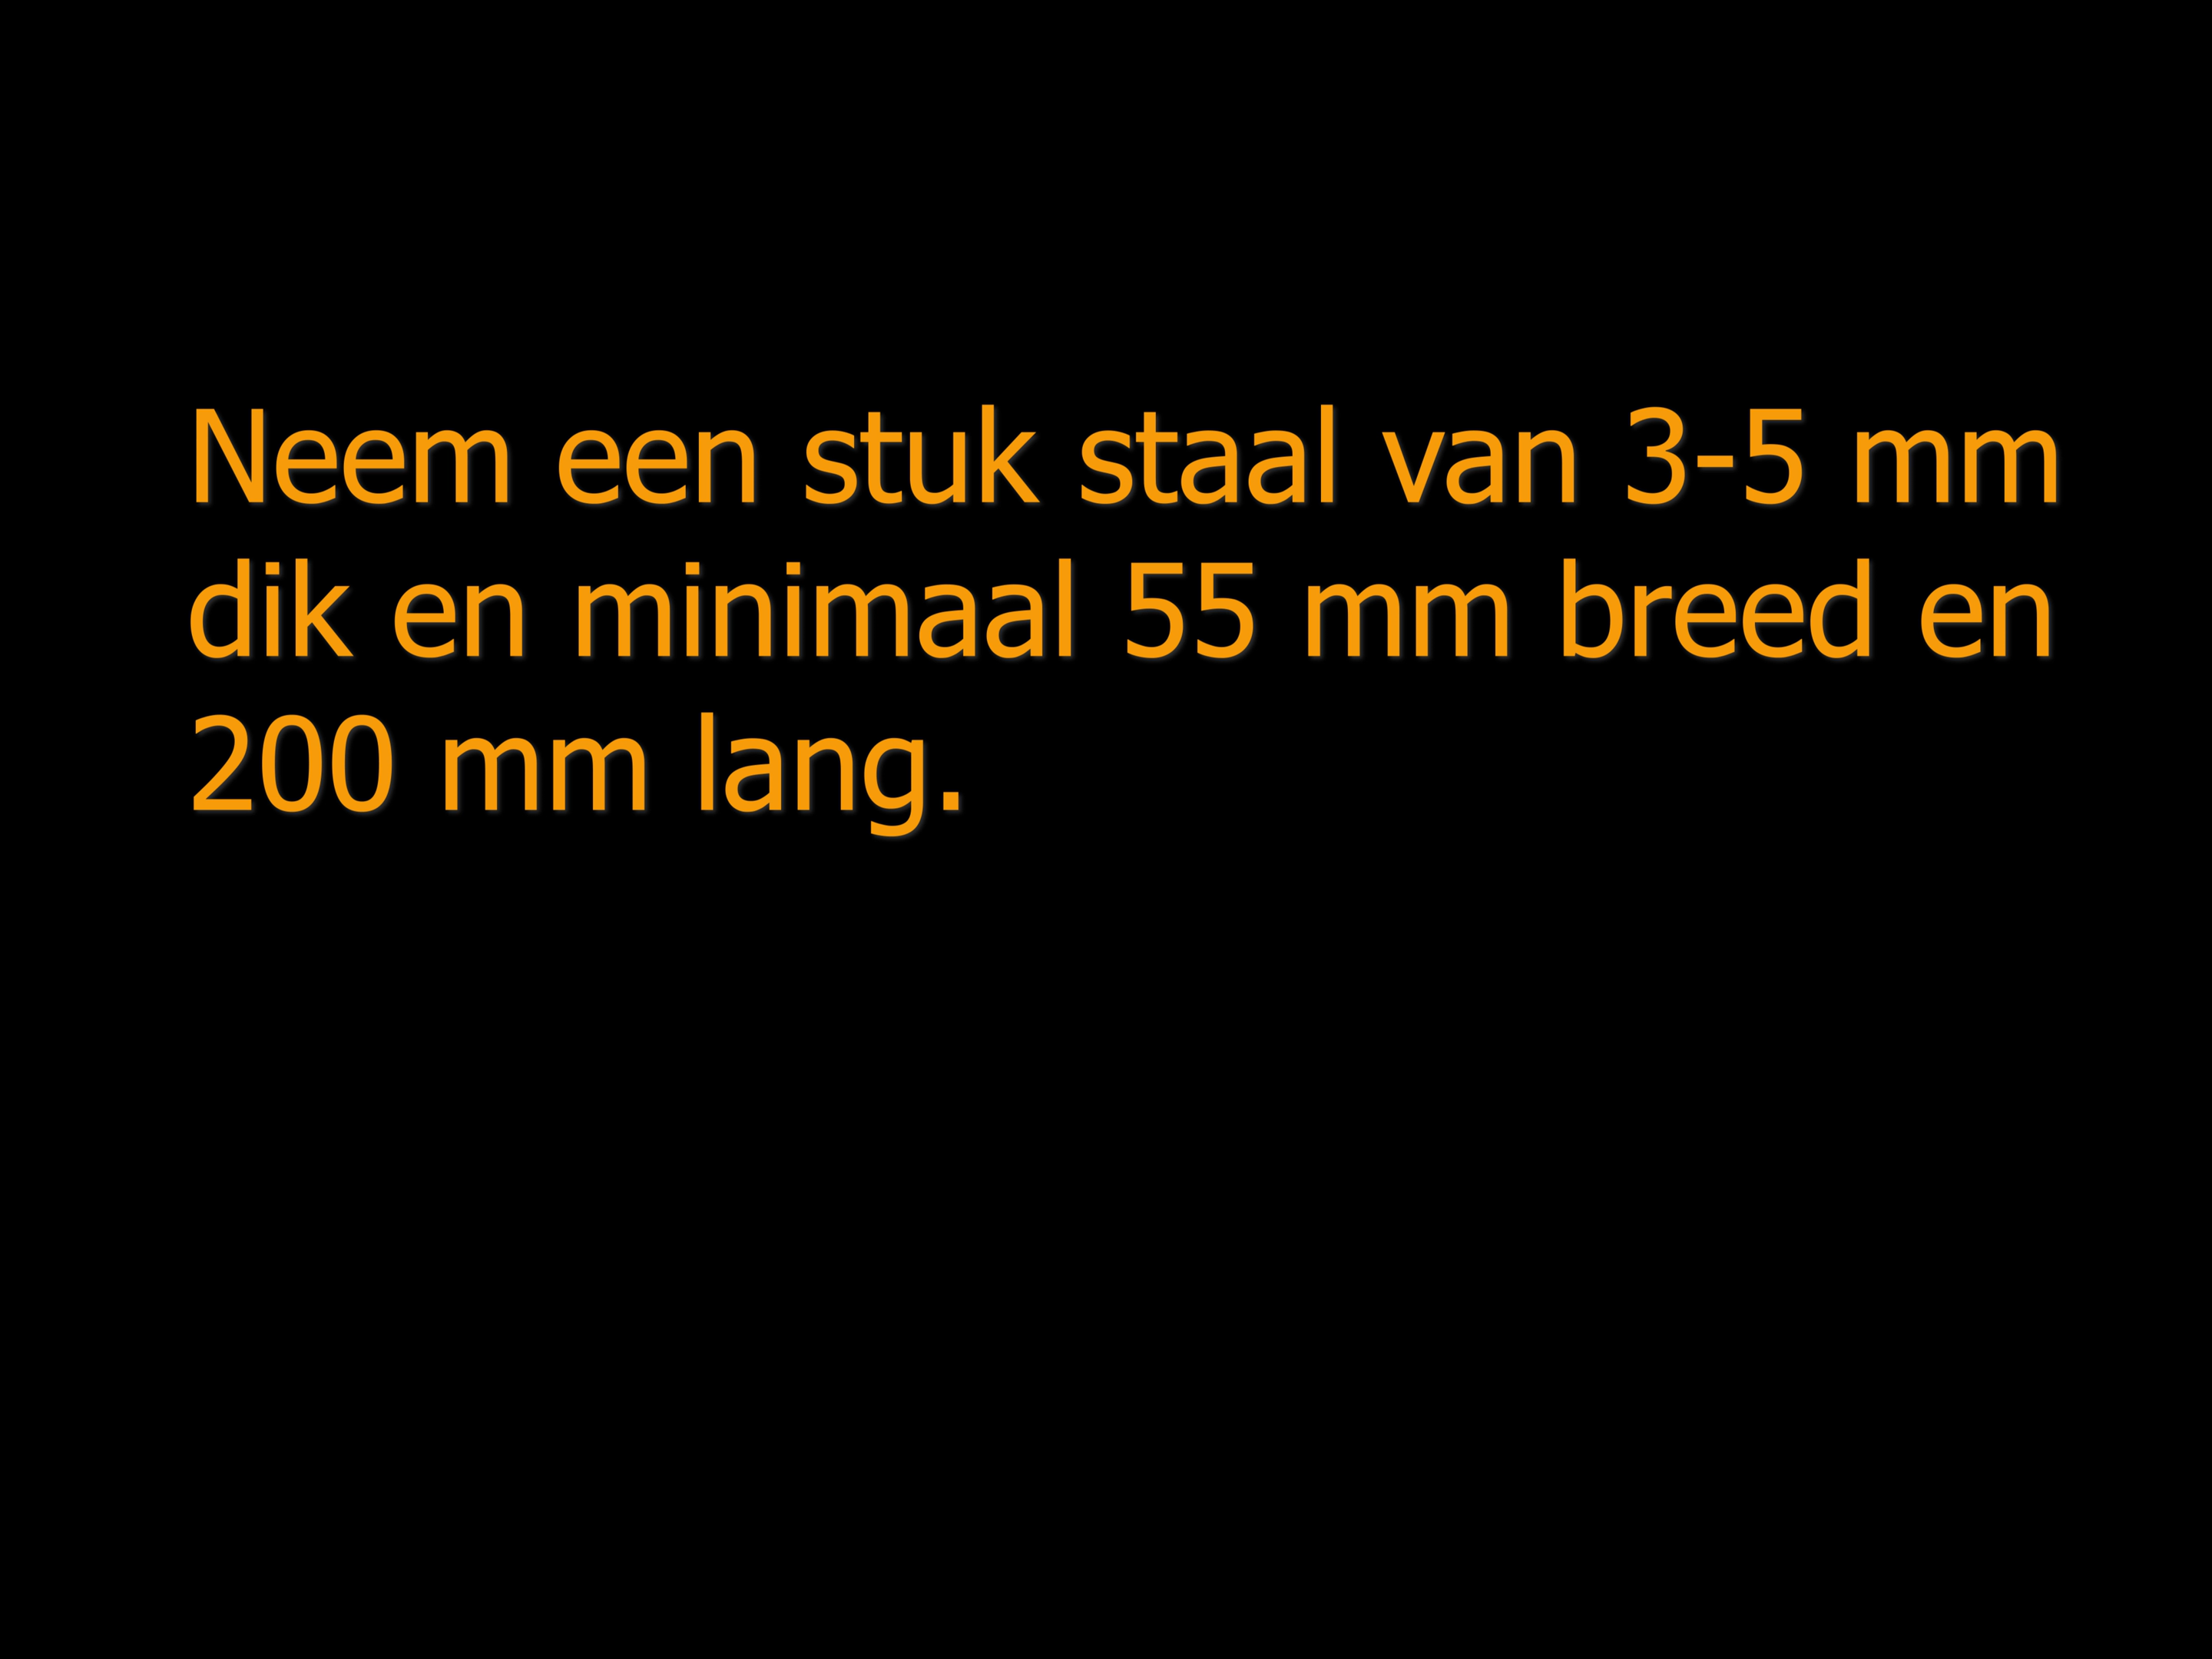 Neem een stuk staal van 3-5 mm
dik en minimaal 55 mm breed en
200 mm lang.